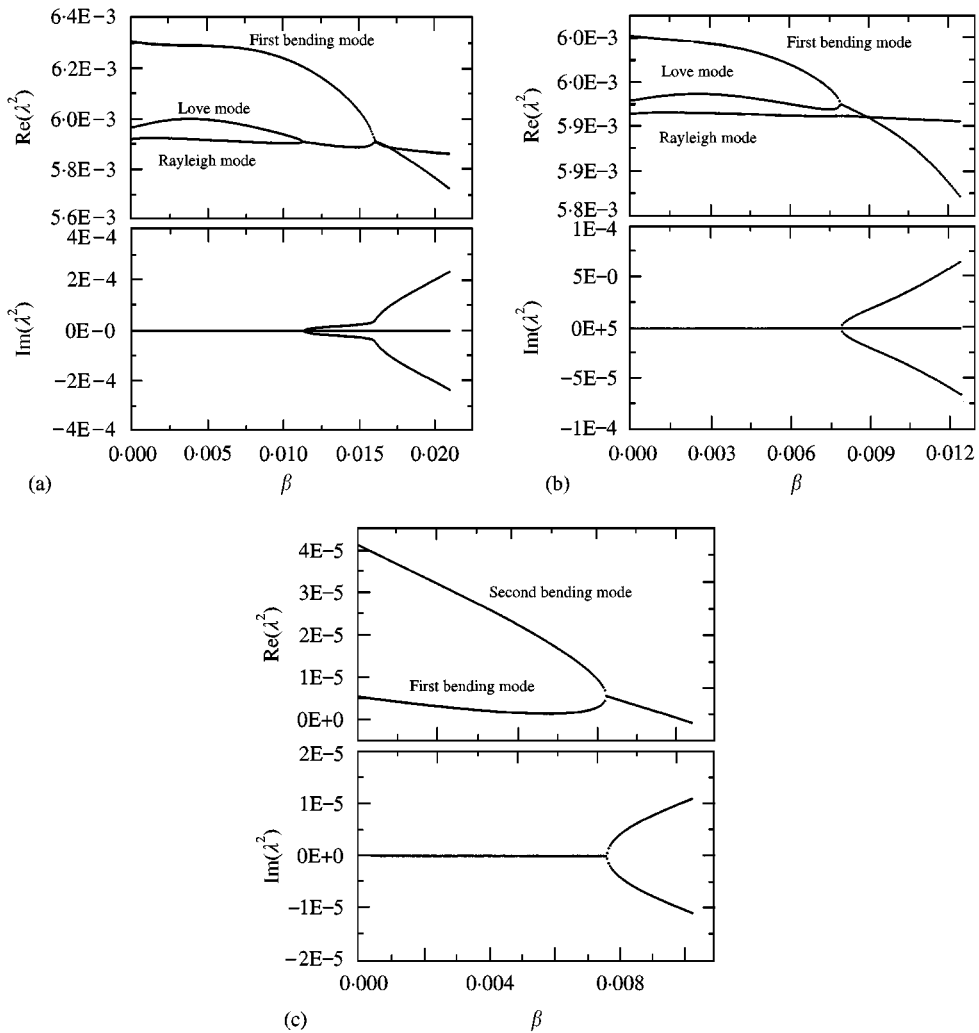 6·4E−3
6·2E−3
6·0E−3
5·8E−3
5·6E−3
Re(λ²)
First bending mode
Love mode
Rayleigh mode
4E−4
2E−4
0E−0
−2E−4
−4E−4
Im(λ²)
0·000 0·005 0·010 0·015 0·020
(a) β
6·0E−3
6·0E−3
5·9E−3
5·9E−3
5·8E−3
Re(λ²)
First bending mode
Love mode
Rayleigh mode
1E−4
5E−0
0E+5
−5E−5
−1E−4
Im(λ²)
0·000 0·003 0·006 0·009 0·012
(b) β
4E−5
3E−5
2E−5
1E−5
0E+0
Re(λ²)
Second bending mode
First bending mode
2E−5
1E−5
0E+0
−1E−5
−2E−5
Im(λ²)
0·000 0·004 0·008
(c) β